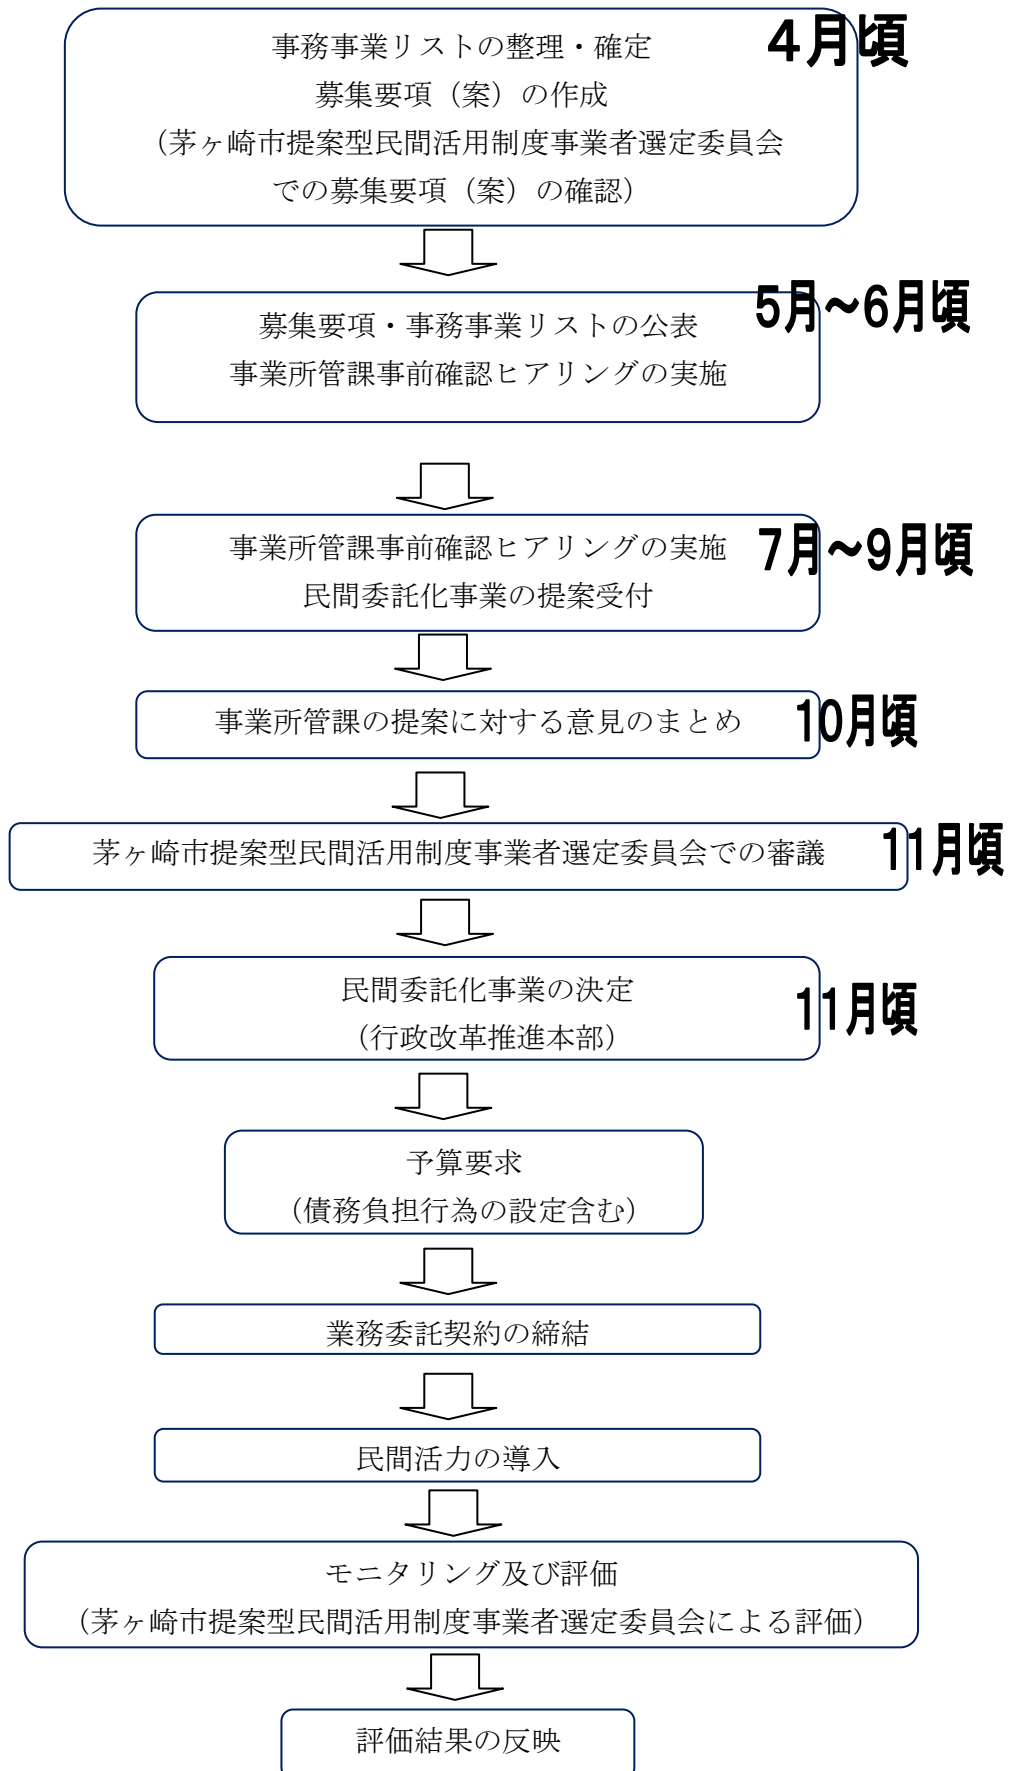 事務事業リストの整理・確定
4月頃
募集要項（案）の作成
（茅ヶ崎市提案型民間活用制度事業者選定委員会
での募集要項（案）の確認）
5月～6月頃
募集要項・事務事業リストの公表
事業所管課事前確認ヒアリングの実施
事業所管課事前確認ヒアリングの実施
7月～9月頃
民間委託化事業の提案受付
事業所管課の提案に対する意見のまとめ
10月頃
茅ヶ崎市提案型民間活用制度事業者選定委員会での審議
11月頃
民間委託化事業の決定
11月頃
（行政改革推進本部）
予算要求
（債務負担行為の設定含む）
業務委託契約の締結
民間活力の導入
モニタリング及び評価
（茅ヶ崎市提案型民間活用制度事業者選定委員会による評価）
評価結果の反映